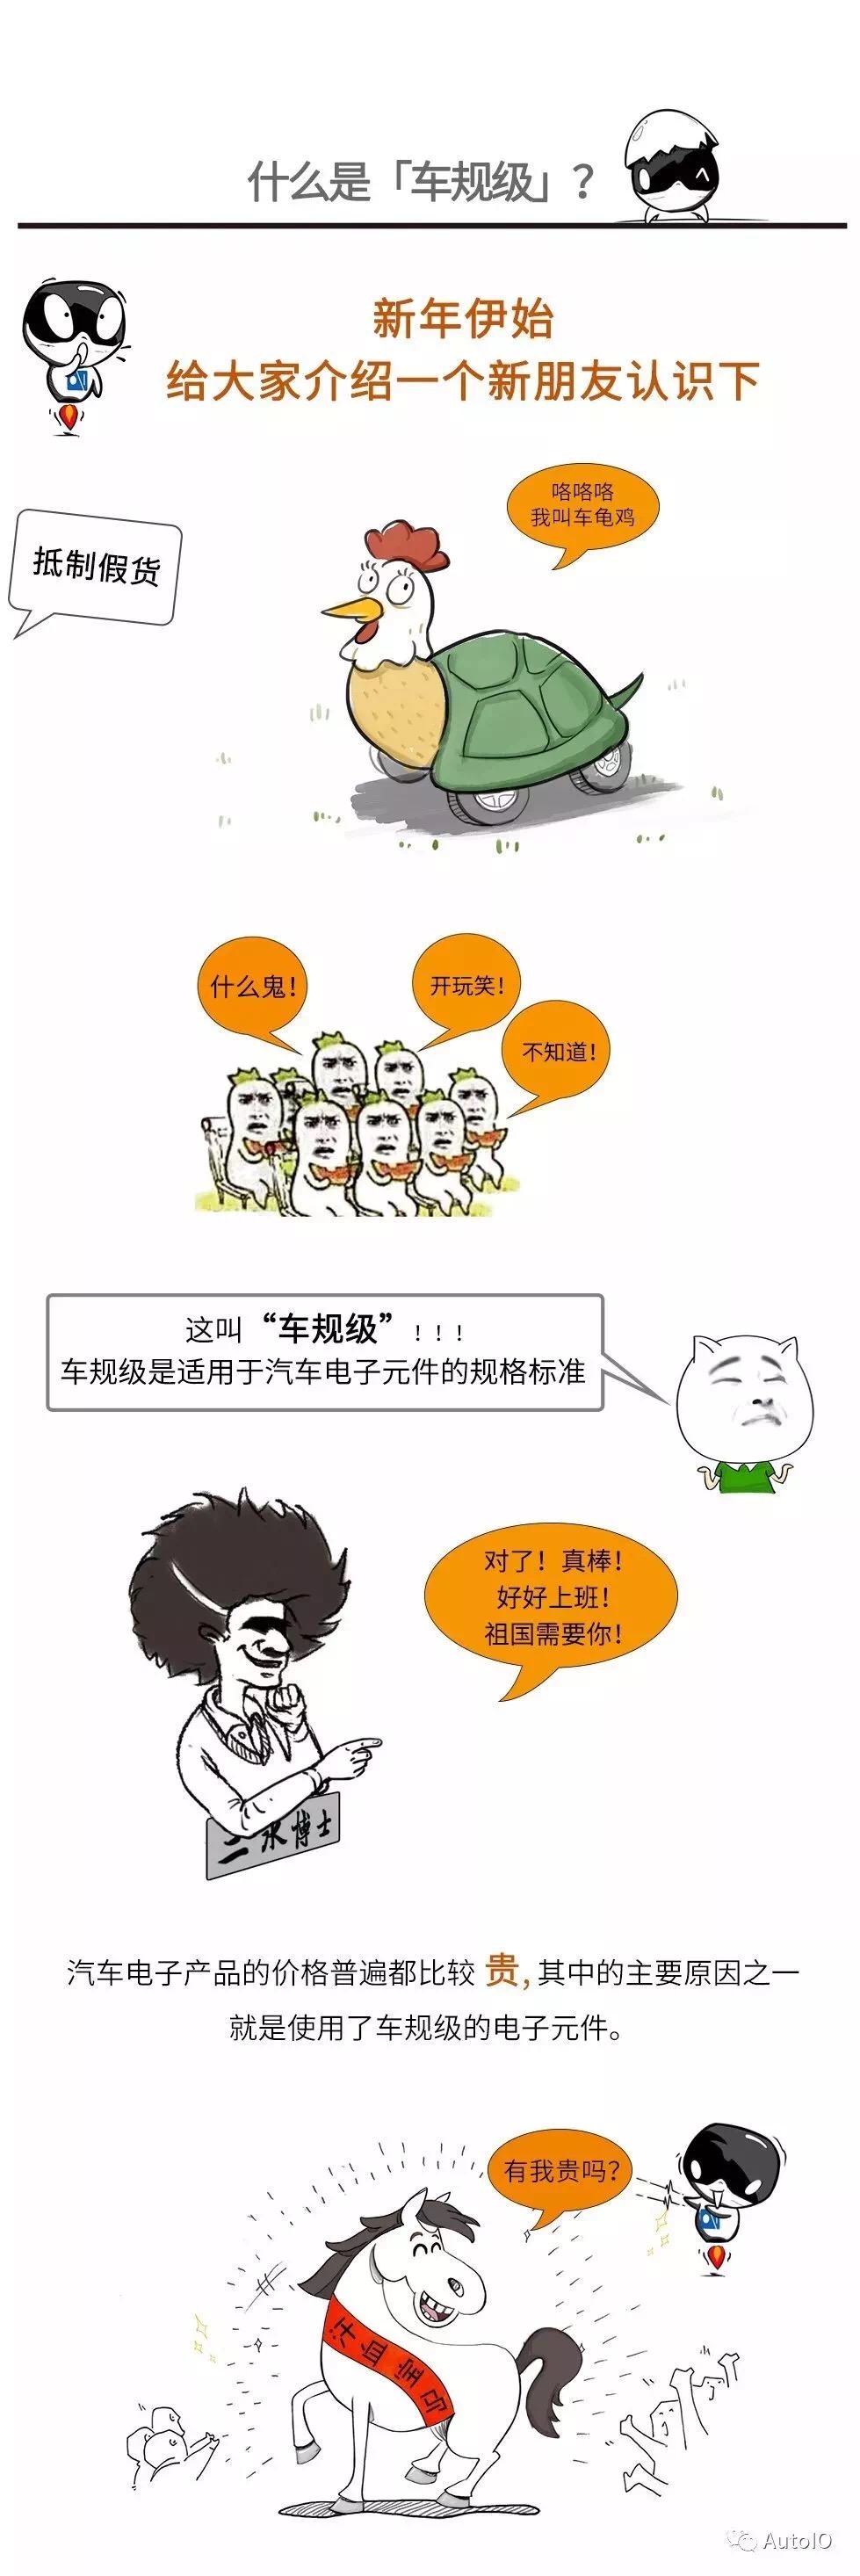 什么是「车规级」？
新年伊始
给大家介绍一个新朋友认识下
咯咯咯
我叫车龟鸡
抵制假货
什么鬼！
开玩笑！
不知道！
这叫“车规级”！！！
车规级是适用于汽车电子元件的规格标准
对了！真棒！
好好上班！
祖国需要你！
二水博士
汽车电子产品的价格普遍都比较贵，其中的主要原因之一
就是使用了车规级的电子元件。
有我贵吗？
汗血宝马
AutoIO